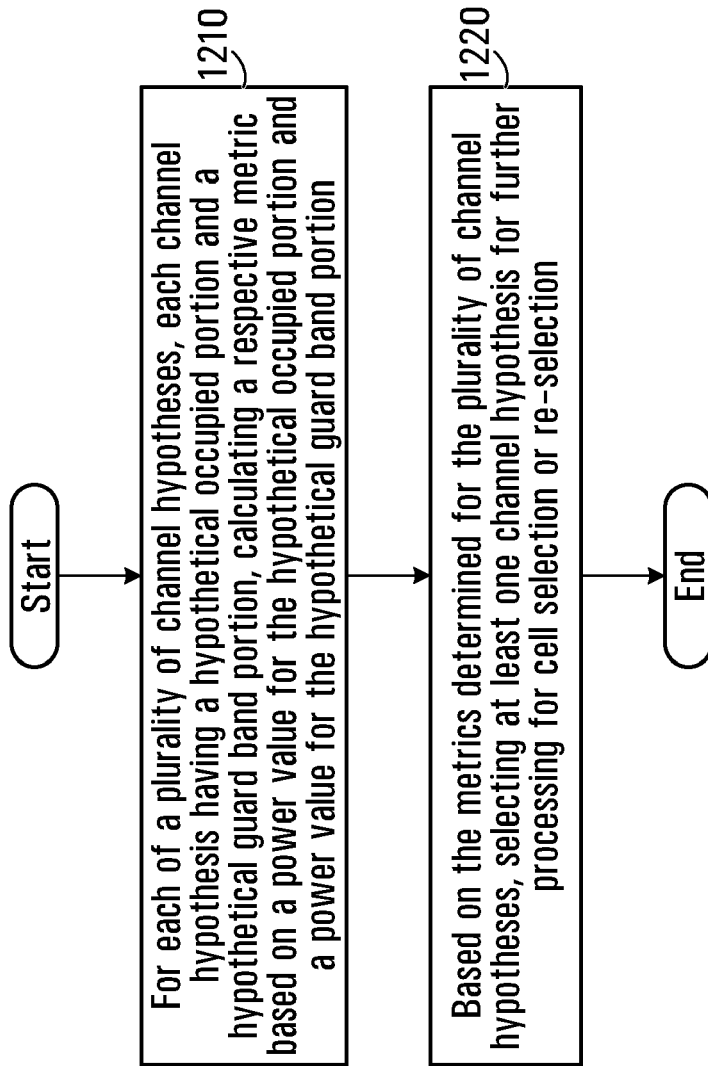 Start
1210
For each of a plurality of channel hypotheses, each channel
hypothesis having a hypothetical occupied portion and a
hypothetical guard band portion, calculating a respective metric
based on a power value for the hypothetical occupied portion and
a power value for the hypothetical guard band portion
1220
Based on the metrics determined for the plurality of channel
hypotheses, selecting at least one channel hypothesis for further
processing for cell selection or re-selection
End